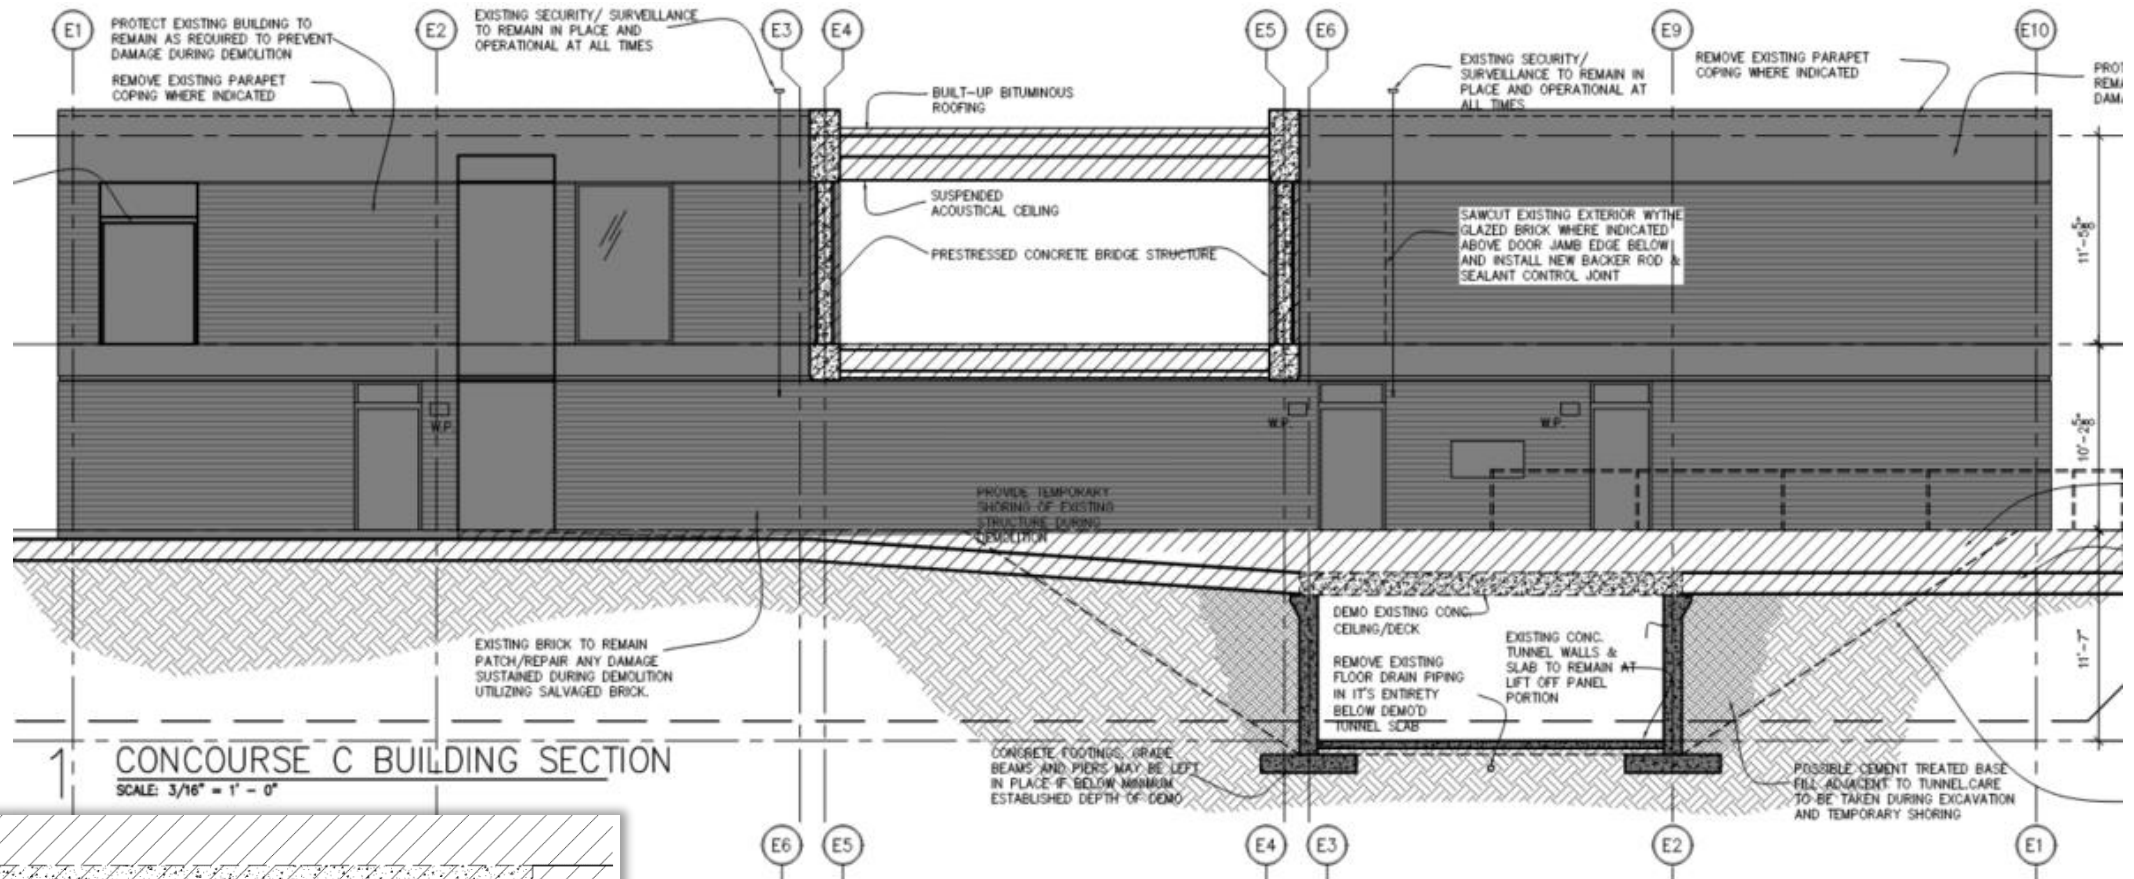 E1
E2
E3
E4
E5
E6
E9
E10
PROTECT EXISTING BUILDING TO
REMAIN AS REQUIRED TO PREVENT
DAMAGE DURING DEMOLITION
REMOVE EXISTING PARAPET
COPING WHERE INDICATED
EXISTING SECURITY/ SURVEILLANCE
TO REMAIN IN PLACE AND
OPERATIONAL AT ALL TIMES
BUILT-UP BITUMINOUS
ROOFING
EXISTING SECURITY/
SURVEILLANCE TO REMAIN IN
PLACE AND OPERATIONAL AT
ALL TIMES
REMOVE EXISTING PARAPET
COPING WHERE INDICATED
SUSPENDED
ACOUSTICAL CEILING
PRESTRESSED CONCRETE BRIDGE STRUCTURE
SAWCUT EXISTING EXTERIOR WYTHE
GLAZED BRICK WHERE INDICATED
ABOVE DOOR JAMB EDGE BELOW
AND INSTALL NEW BACKER ROD &
SEALANT CONTROL JOINT
11'-5⅝"
W.P.
W.P.
W.P.
10'-2⅝"
PROVIDE TEMPORARY
SHORING OF EXISTING
STRUCTURE DURING
DEMOLITION
EXISTING BRICK TO REMAIN
PATCH/REPAIR ANY DAMAGE
SUSTAINED DURING DEMOLITION
UTILIZING SALVAGED BRICK.
DEMO EXISTING CONC.
CEILING/DECK
REMOVE EXISTING
FLOOR DRAIN PIPING
IN IT'S ENTIRETY
BELOW DEMO'D
TUNNEL SLAB
EXISTING CONC.
TUNNEL WALLS &
SLAB TO REMAIN AT
LIFT OFF PANEL
PORTION
11'-7"
CONCRETE FOOTINGS, GRADE
BEAMS AND PIERS MAY BE LEFT
IN PLACE IF BELOW MINIMUM
ESTABLISHED DEPTH OF DEMO
POSSIBLE CEMENT TREATED BASE
FILL ADJACENT TO TUNNEL.CARE
TO BE TAKEN DURING EXCAVATION
AND TEMPORARY SHORING
1 CONCOURSE C BUILDING SECTION
SCALE: 3/16" = 1' - 0"
E6
E5
E4
E3
E2
E1